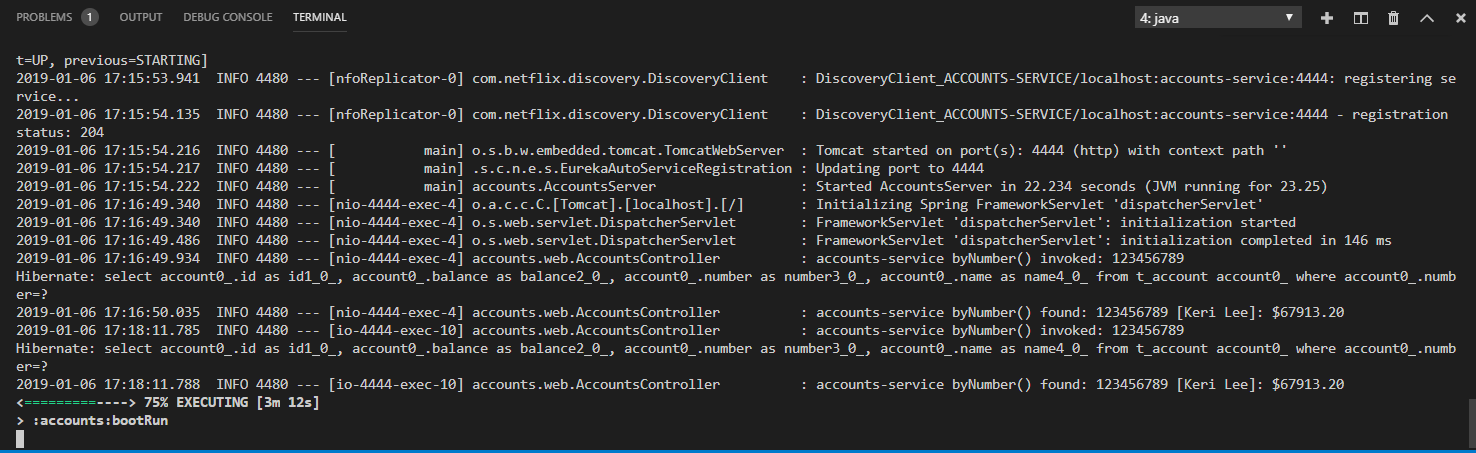 PROBLEMS 1 OUTPUT DEBUG CONSOLE TERMINAL 4: java
t=UP, previous=STARTING]
2019-01-06 17:15:53.941  INFO 4480 --- [nfoReplicator-0] com.netflix.discovery.DiscoveryClient    : DiscoveryClient_ACCOUNTS-SERVICE/localhost:accounts-service:4444: registering se
rvice...
2019-01-06 17:15:54.135  INFO 4480 --- [nfoReplicator-0] com.netflix.discovery.DiscoveryClient    : DiscoveryClient_ACCOUNTS-SERVICE/localhost:accounts-service:4444 - registration
status: 204
2019-01-06 17:15:54.216  INFO 4480 --- [           main] o.s.b.w.embedded.tomcat.TomcatWebServer  : Tomcat started on port(s): 4444 (http) with context path ''
2019-01-06 17:15:54.217  INFO 4480 --- [           main] .s.c.n.e.s.EurekaAutoServiceRegistration : Updating port to 4444
2019-01-06 17:15:54.222  INFO 4480 --- [           main] accounts.AccountsServer                  : Started AccountsServer in 22.234 seconds (JVM running for 23.25)
2019-01-06 17:16:49.340  INFO 4480 --- [nio-4444-exec-4] o.a.c.c.C.[Tomcat].[localhost].[/]       : Initializing Spring FrameworkServlet 'dispatcherServlet'
2019-01-06 17:16:49.340  INFO 4480 --- [nio-4444-exec-4] o.s.web.servlet.DispatcherServlet        : FrameworkServlet 'dispatcherServlet': initialization started
2019-01-06 17:16:49.486  INFO 4480 --- [nio-4444-exec-4] o.s.web.servlet.DispatcherServlet        : FrameworkServlet 'dispatcherServlet': initialization completed in 146 ms
2019-01-06 17:16:49.934  INFO 4480 --- [nio-4444-exec-4] accounts.web.AccountsController          : accounts-service byNumber() invoked: 123456789
Hibernate: select account0_.id as id1_0_, account0_.balance as balance2_0_, account0_.number as number3_0_, account0_.name as name4_0_ from t_account account0_ where account0_.numb
er=?
2019-01-06 17:16:50.035  INFO 4480 --- [nio-4444-exec-4] accounts.web.AccountsController          : accounts-service byNumber() found: 123456789 [Keri Lee]: $67913.20
2019-01-06 17:18:11.785  INFO 4480 --- [io-4444-exec-10] accounts.web.AccountsController          : accounts-service byNumber() invoked: 123456789
Hibernate: select account0_.id as id1_0_, account0_.balance as balance2_0_, account0_.number as number3_0_, account0_.name as name4_0_ from t_account account0_ where account0_.numb
er=?
2019-01-06 17:18:11.788  INFO 4480 --- [io-4444-exec-10] accounts.web.AccountsController          : accounts-service byNumber() found: 123456789 [Keri Lee]: $67913.20
<=========----> 75% EXECUTING [3m 12s]
> :accounts:bootRun